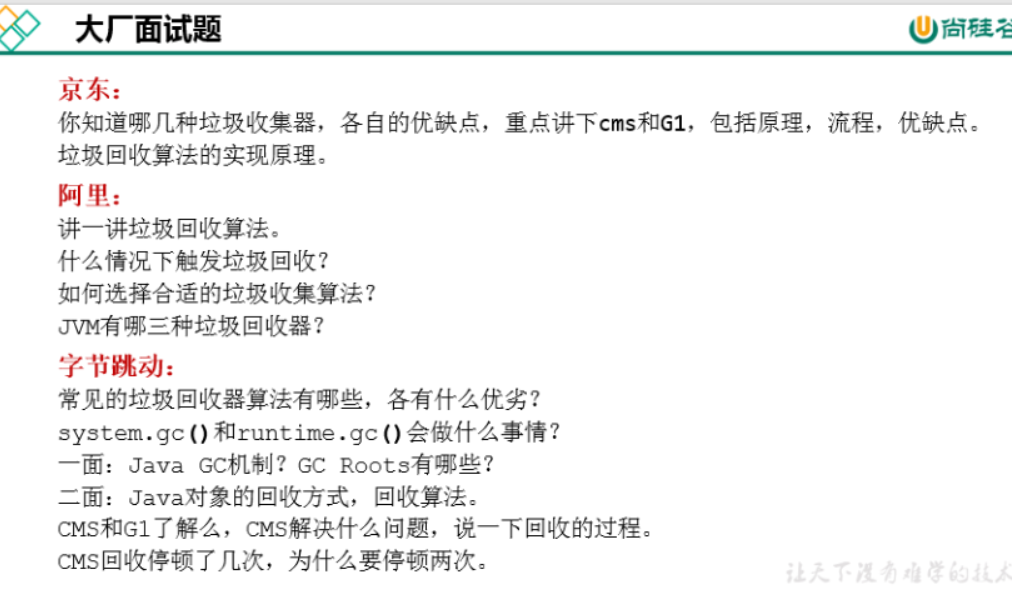 大厂面试题
尚硅谷
京东：
你知道哪几种垃圾收集器，各自的优缺点，重点讲下cms和G1，包括原理，流程，优缺点。
垃圾回收算法的实现原理。
阿里：
讲一讲垃圾回收算法。
什么情况下触发垃圾回收？
如何选择合适的垃圾收集算法？
JVM有哪三种垃圾回收器？
字节跳动：
常见的垃圾回收器算法有哪些，各有什么优劣？
system.gc()和runtime.gc()会做什么事情？
一面：Java GC机制？GC Roots有哪些？
二面：Java对象的回收方式，回收算法。
CMS和G1了解么，CMS解决什么问题，说一下回收的过程。
CMS回收停顿了几次，为什么要停顿两次。
让天下没有难学的技术